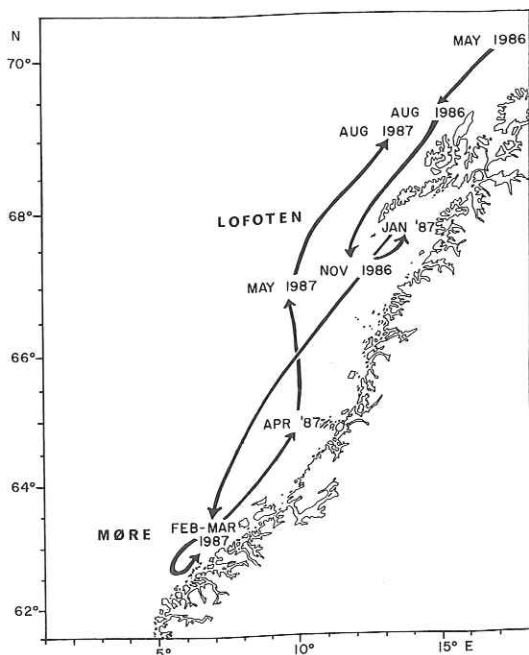 N
MAY 1986
70°
AUG 1986
AUG 1987
68°
LOFOTEN
JAN '87
NOV 1986
MAY 1987
66°
APR '87
64°
MØRE
FEB-MAR
1987
62°
5° 10° 15° E